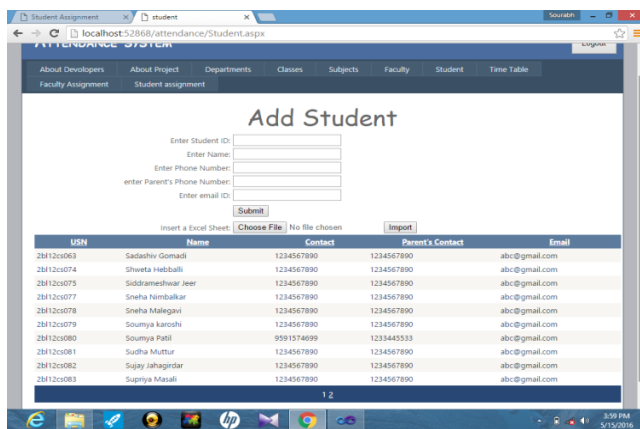 Student Assignment student Sourabh
localhost:52868/attendance/Student.aspx
ATTENDANCE SYSTEM Logout
About Devolopers About Project Departments Classes Subjects Faculty Student Time Table
Faculty Assignment Student assignment
Add Student
Enter Student ID:
Enter Name:
Enter Phone Number:
enter Parent's Phone Number:
Enter email ID:
Submit
Insert a Excel Sheet: Choose File No file chosen Import
USN Name Contact Parent's Contact Email
2bl12cs063 Sadashiv Gomadi 1234567890 1234567890 abc@gmail.com
2bl12cs074 Shweta Hebballi 1234567890 1234567890 abc@gmail.com
2bl12cs075 Siddrameshwar Jeer 1234567890 1234567890 abc@gmail.com
2bl12cs077 Sneha Nimbalkar 1234567890 1234567890 abc@gmail.com
2bl12cs078 Sneha Malegavi 1234567890 1234567890 abc@gmail.com
2bl12cs079 Soumya karoshi 1234567890 1234567890 abc@gmail.com
2bl12cs080 Soumya Patil 9591574699 1233445533 abc@gmail.com
2bl12cs081 Sudha Muttur 1234567890 1234567890 abc@gmail.com
2bl12cs082 Sujay Jahagirdar 1234567890 1234567890 abc@gmail.com
2bl12cs083 Supriya Masali 1234567890 1234567890 abc@gmail.com
1 2
hp
3:59 PM
5/15/2016